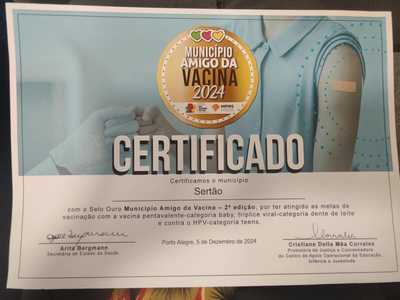 MUNICÍPIO
AMIGO DA
VACINA
2024
CERTIFICADO
Certificamos o município
Sertão
com o Selo Ouro Município Amigo da Vacina – 2ª edição, por ter atingido as metas de
vacinação com a vacina pentavalente-categoria baby, tríplice viral-categoria dente de leite
e contra o HPV-categoria teens.
Arita Bergmann
Secretária de Estado da Saúde
Porto Alegre, 5 de Dezembro de 2024
Cristiane Della Méa Corrales
Promotora de Justiça e Coordenadora
do Centro de Apoio Operacional de Educação,
Infância e Juventude